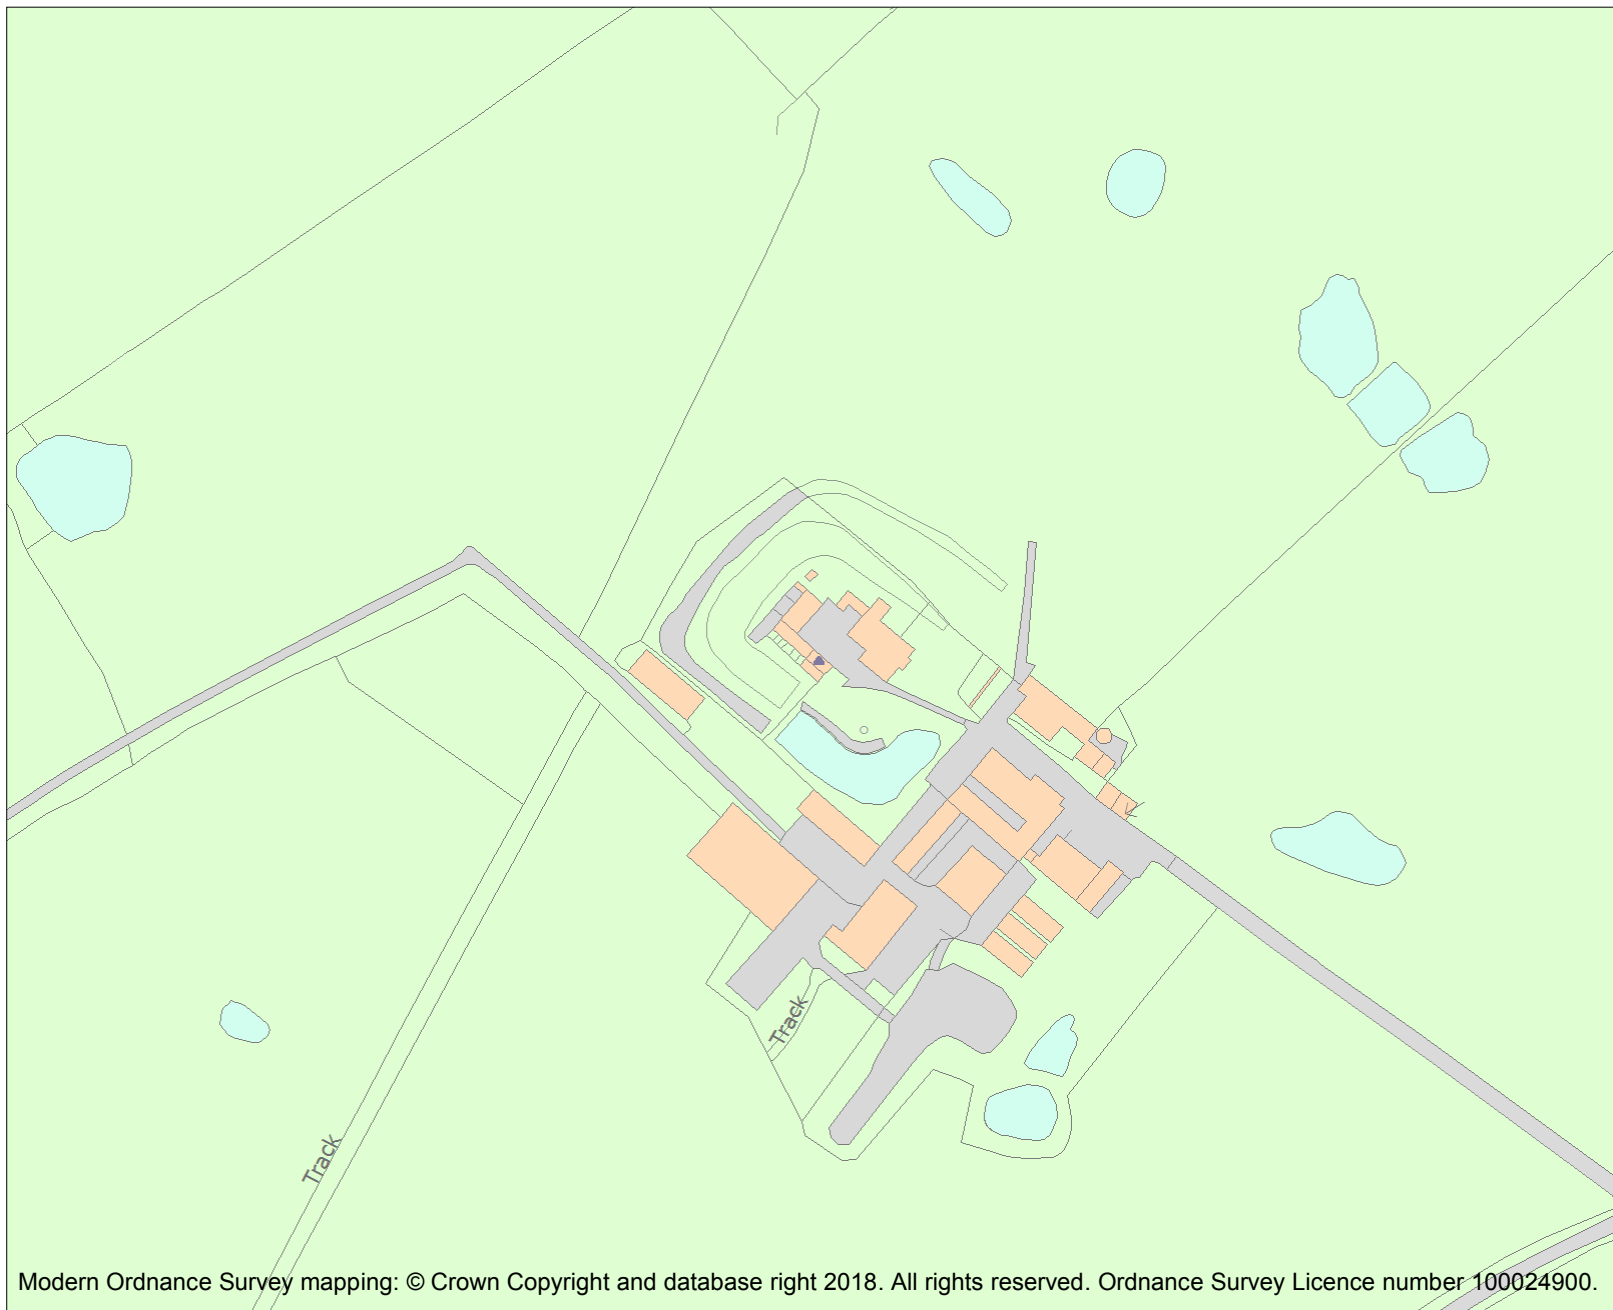 Track
Track
Modern Ordnance Survey mapping: © Crown Copyright and database right 2018. All rights reserved. Ordnance Survey Licence number 100024900.